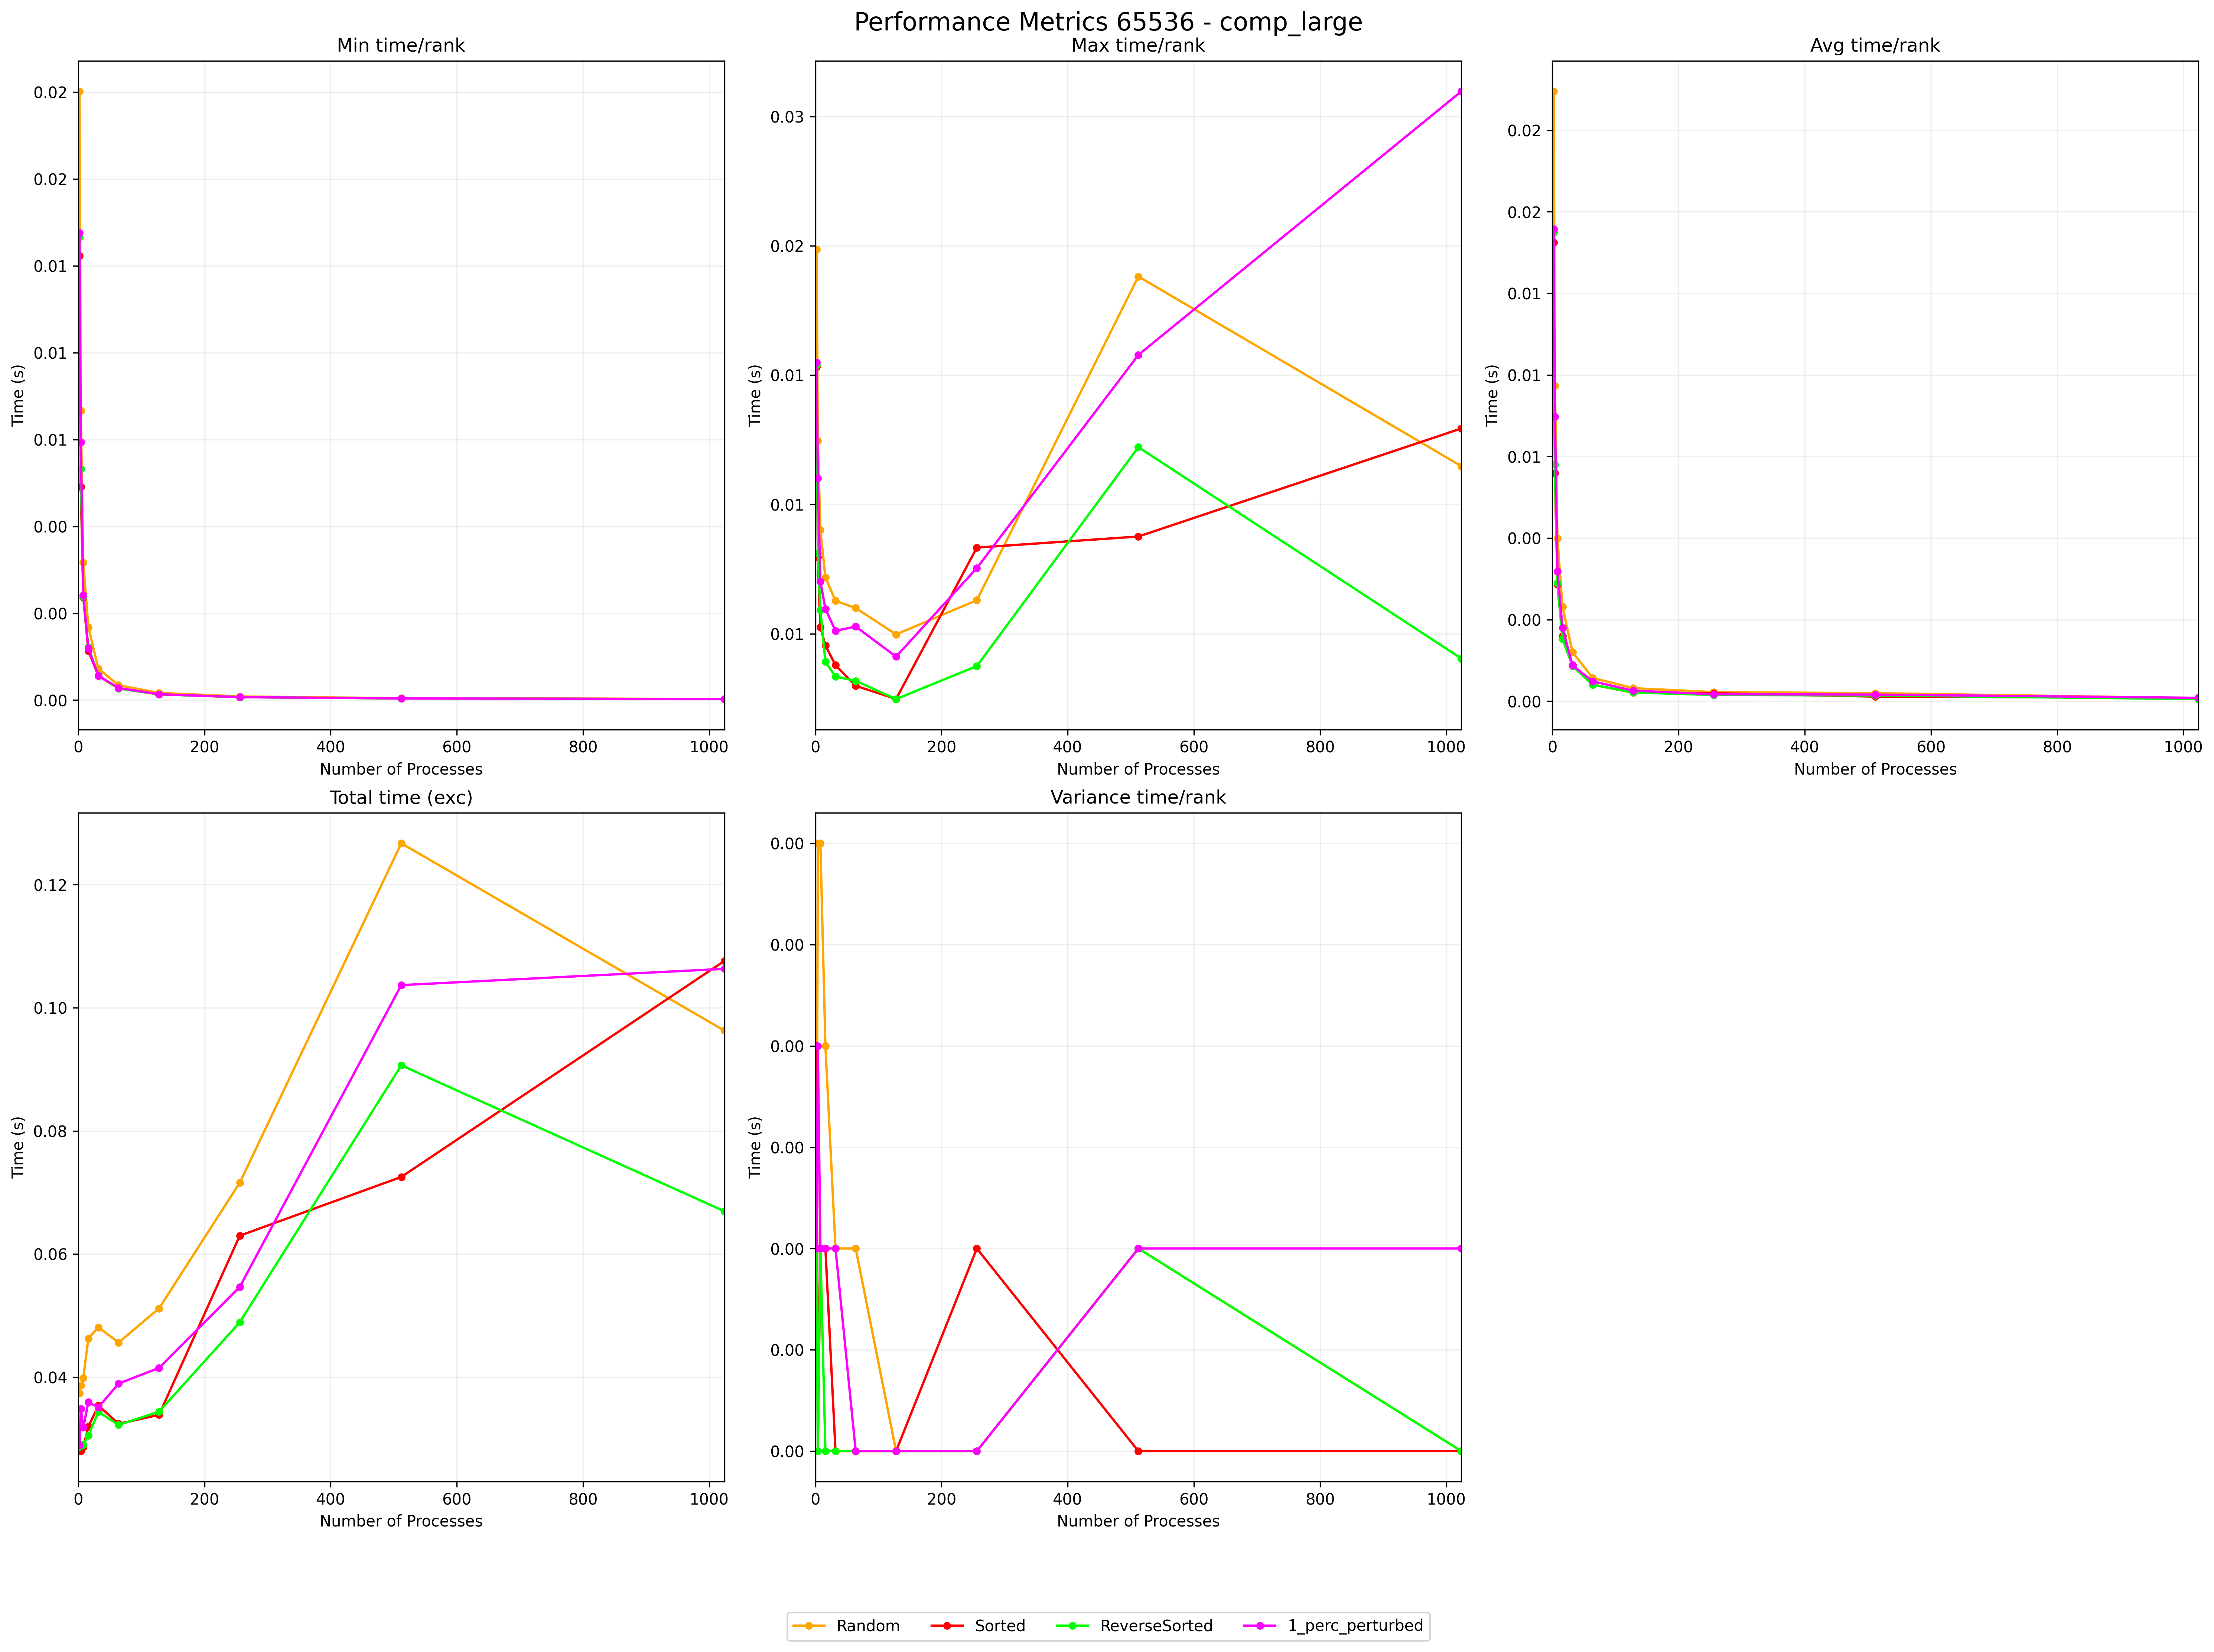 Performance Metrics 65536 - comp_large
Min time/rank
0.02
0.02
0.01
0.01
0.01
0.00
0.00
0.00
Time (s)
0 200 400 600 800 1000
Number of Processes
Max time/rank
0.03
0.02
0.01
0.01
0.01
Time (s)
0 200 400 600 800 1000
Number of Processes
Avg time/rank
0.02
0.02
0.01
0.01
0.01
0.00
0.00
0.00
Time (s)
0 200 400 600 800 1000
Number of Processes
Total time (exc)
0.12
0.10
0.08
0.06
0.04
Time (s)
0 200 400 600 800 1000
Number of Processes
Variance time/rank
0.00
0.00
0.00
0.00
0.00
0.00
0.00
Time (s)
0 200 400 600 800 1000
Number of Processes
Random Sorted ReverseSorted 1_perc_perturbed